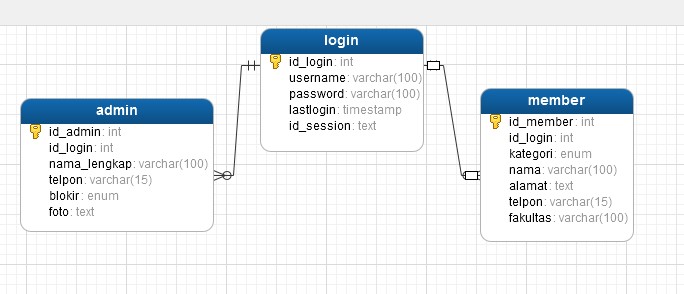 login
id_login: int
username: varchar(100)
password: varchar(100)
lastlogin: timestamp
id_session: text
admin
id_admin: int
id_login: int
nama_lengkap: varchar(100)
telpon: varchar(15)
blokir: enum
foto: text
member
id_member: int
id_login: int
kategori: enum
nama: varchar(100)
alamat: text
telpon: varchar(15)
fakultas: varchar(100)